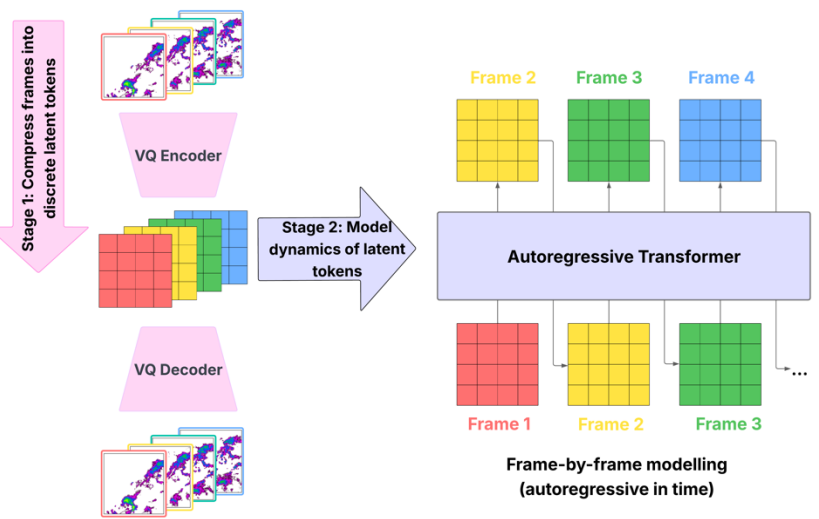 Stage 1: Compress frames into
discrete latent tokens
VQ Encoder
Stage 2: Model
dynamics of latent
tokens
VQ Decoder
Frame 2
Frame 3
Frame 4
Autoregressive Transformer
...
Frame 1
Frame 2
Frame 3
Frame-by-frame modelling
(autoregressive in time)